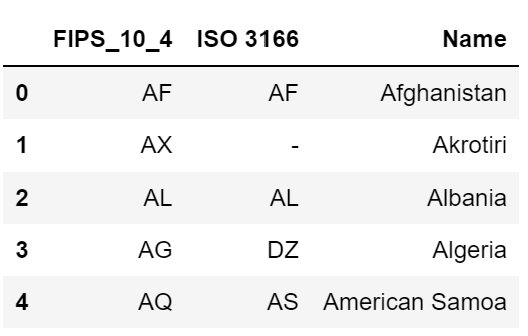 FIPS_10_4 ISO 3166 Name
0 AF AF Afghanistan
1 AX - Akrotiri
2 AL AL Albania
3 AG DZ Algeria
4 AQ AS American Samoa